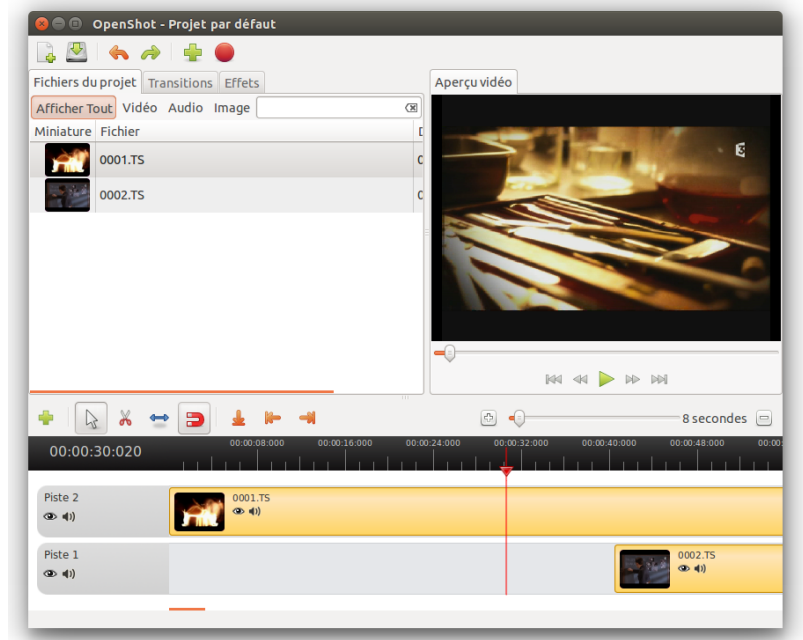 OpenShot - Projet par défaut
Fichiers du projet Transitions Effets
Aperçu vidéo
Afficher Tout Vidéo Audio Image
Miniature Fichier
0001.TS
0002.TS
3
8 secondes
00:00:30:020
00:00:08:000 00:00:16:000 00:00:24:000 00:00:32:000 00:00:40:000 00:00:48:000 00:00
Piste 2
0001.TS
Piste 1
0002.TS